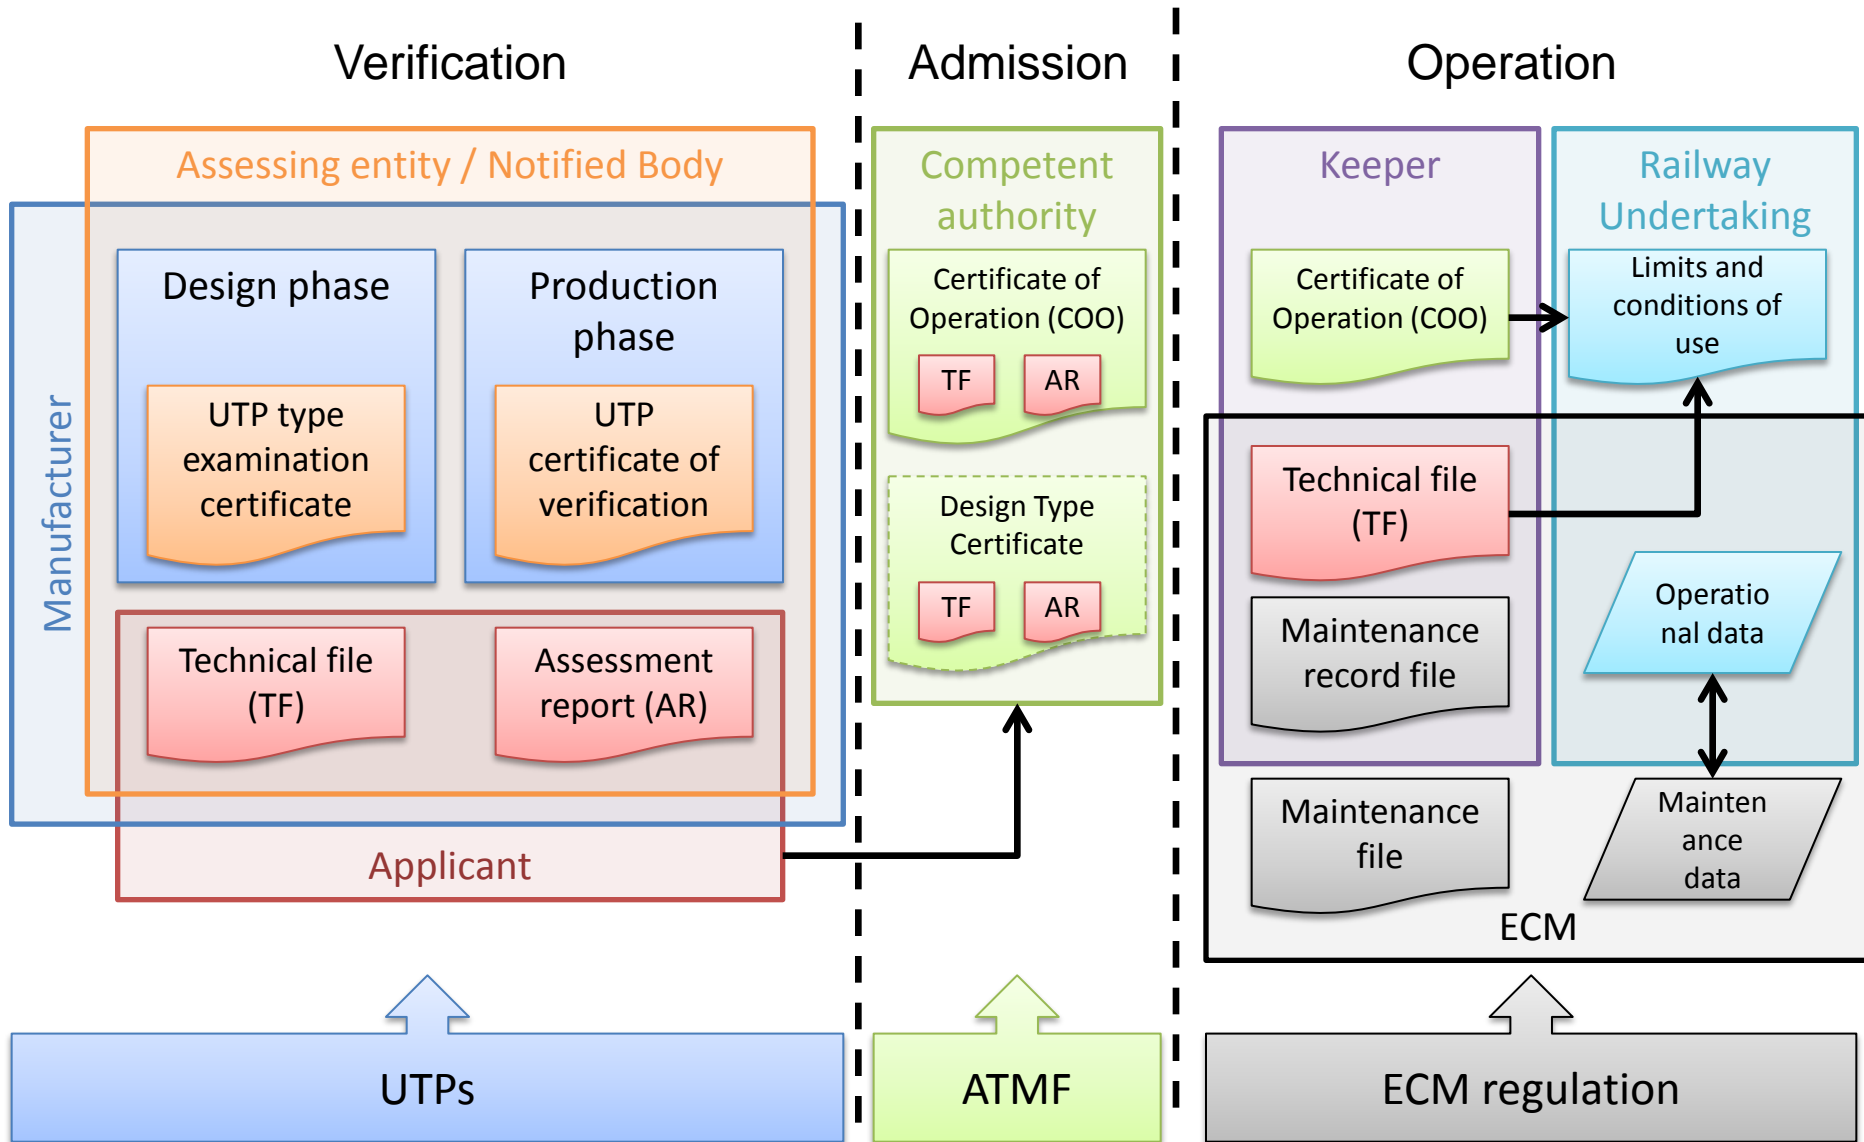 Verification
Admission
Operation
Assessing entity / Notified Body
Manufacturer
Design phase
UTP type
examination
certificate
Production
phase
UTP
certificate of
verification
Technical file
(TF)
Assessment
report (AR)
Applicant
Competent
authority
Certificate of
Operation (COO)
TF
AR
Design Type
Certificate
TF
AR
Keeper
Certificate of
Operation (COO)
Technical file
(TF)
Maintenance
record file
Maintenance
file
Railway
Undertaking
Limits and
conditions of
use
Operatio
nal data
Mainten
ance
data
ECM
UTPs
ATMF
ECM regulation